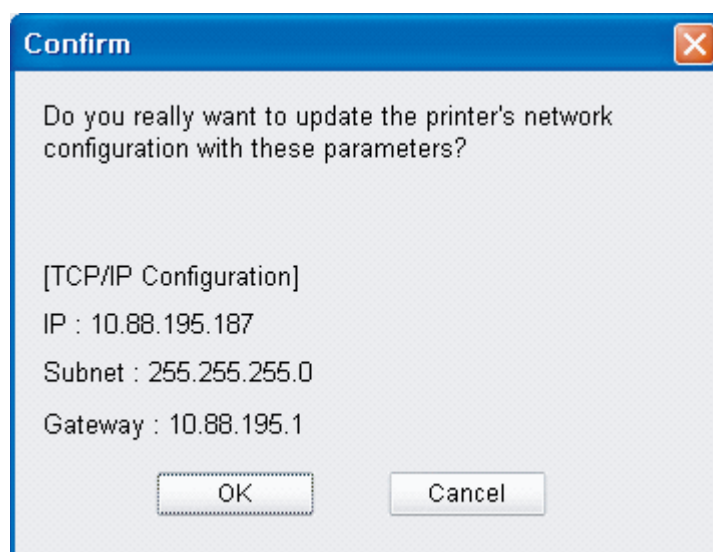 Confirm
Do you really want to update the printer's network
configuration with these parameters?
[TCP/IP Configuration]
IP : 10.88.195.187
Subnet : 255.255.255.0
Gateway : 10.88.195.1
OK
Cancel